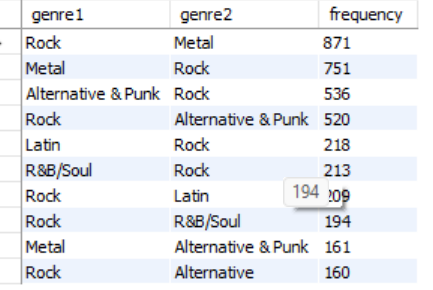 genre1 genre2 frequency
Rock Metal 871
Metal Rock 751
Alternative & Punk Rock 536
Rock Alternative & Punk 520
Latin Rock 218
R&B/Soul Rock 213
Rock Latin 194 209
Rock R&B/Soul 194
Metal Alternative & Punk 161
Rock Alternative 160